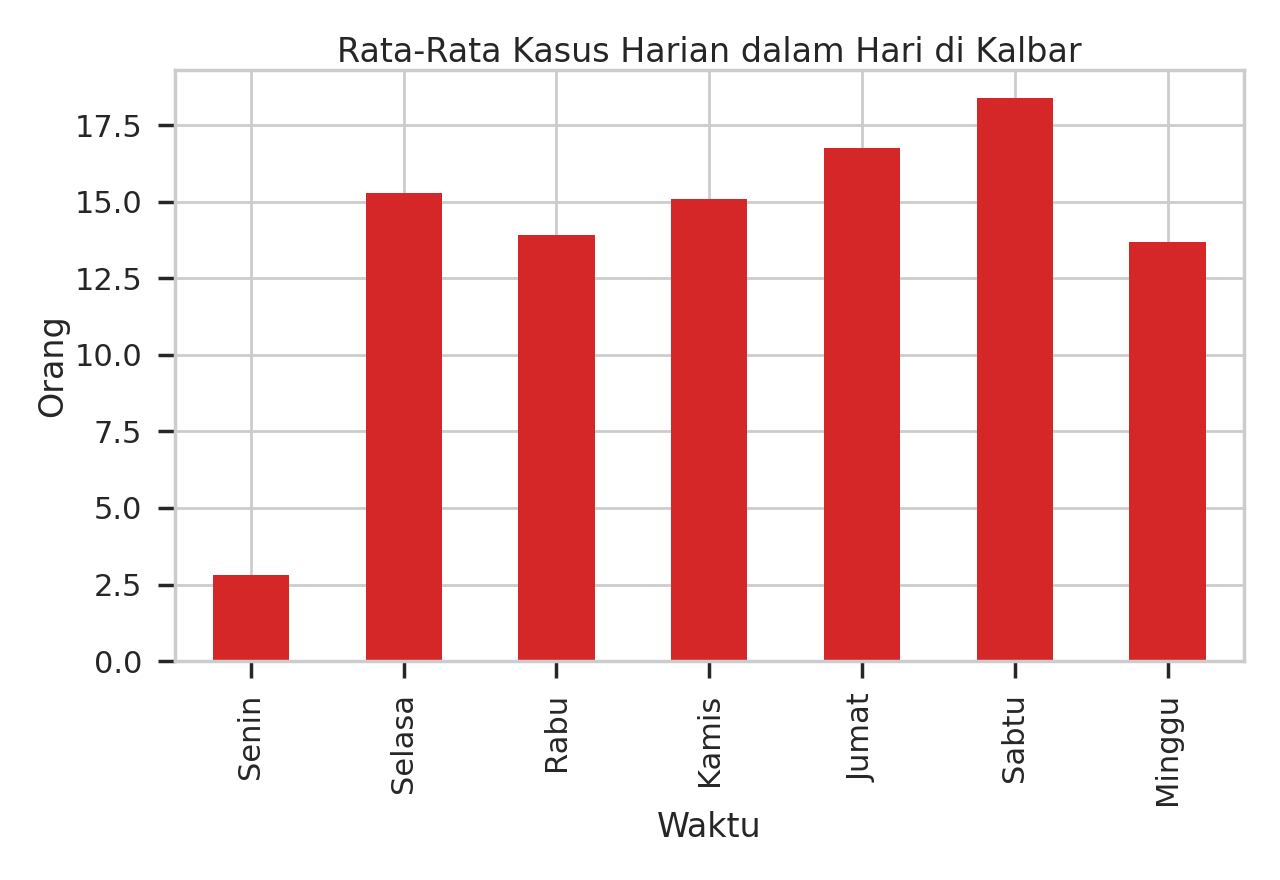 Rata-Rata Kasus Harian dalam Hari di Kalbar
17.5
15.0
12.5
10.0
7.5
5.0
2.5
0.0
Orang
Senin
Selasa
Rabu
Kamis
Jumat
Sabtu
Minggu
Waktu